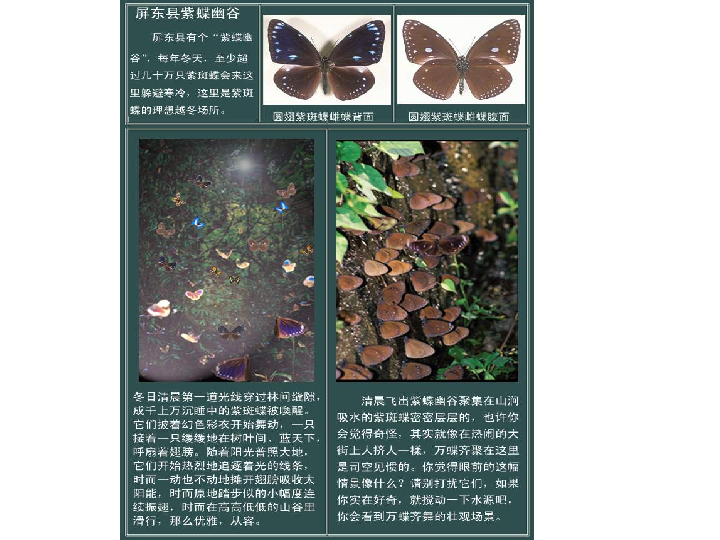 屏东县紫蝶幽谷
屏东县有个“紫蝶幽
谷”，每年冬天，至少超
过几十万只紫斑蝶会来这
里躲避寒冷，这里是紫斑
蝶的理想越冬场所。
圆翅紫斑蝶雌蝶背面
圆翅紫斑蝶雌蝶腹面
冬日清晨第一道光线穿过林间缝隙，
成千上万沉睡中的紫斑蝶被唤醒。
它们披着幻色彩衣开始舞动，一只
接着一只缓缓地在树叶间、蓝天下，
呼扇着翅膀。随着阳光普照大地，
它们开始热烈地追逐着光的线条，
时而一动也不动地摊开翅膀吸收太
阳能，时而原地踏步似的小幅度连
续振翅，时而在高高低低的山谷里
滑行，那么优雅，从容。
清晨飞出紫蝶幽谷聚集在山涧
吸水的紫斑蝶密密层层的，也许你
会觉得奇怪，其实就像在热闹的大
街上人挤人一样，万蝶齐聚在这里
是司空见惯的。你觉得眼前的这幅
情景像什么？请别打扰它们，如果
你实在好奇，就搅动一下水源吧，
你会看到万蝶齐舞的壮观场景。